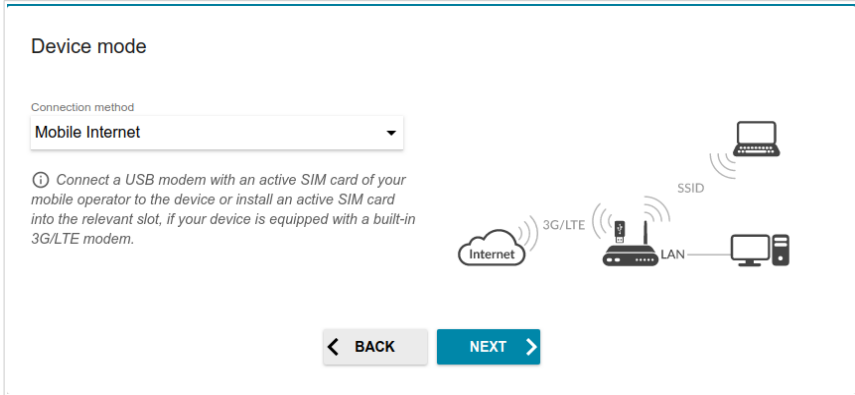 Device mode
Connection method
Mobile Internet
Connect a USB modem with an active SIM card of your
mobile operator to the device or install an active SIM card
into the relevant slot, if your device is equipped with a built-in
3G/LTE modem.
SSID
3G/LTE
Internet
LAN
BACK
NEXT